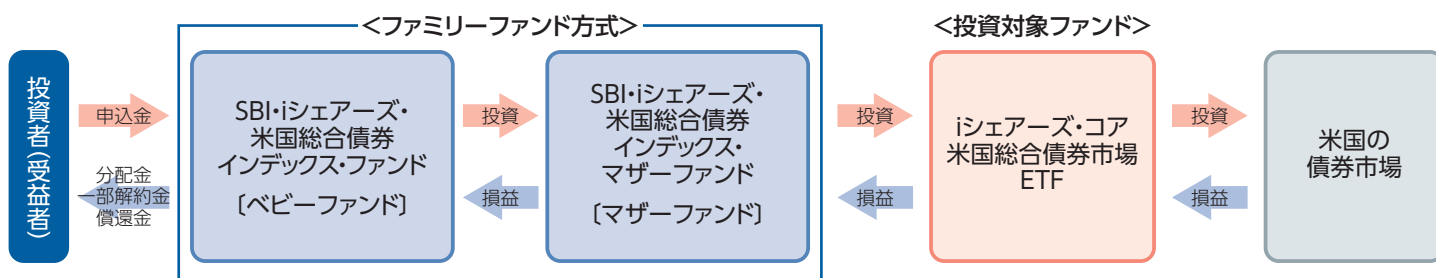 <ファミリーファンド方式>
<投資対象ファンド>
投資者(受益者)
申込金
分配金
一部解約金
償還金
SBI・iシェアーズ・
米国総合債券
インデックス・ファンド
〔ベビーファンド〕
投資
損益
SBI・iシェアーズ・
米国総合債券
インデックス・
マザーファンド
〔マザーファンド〕
投資
損益
iシェアーズ・コア
米国総合債券市場
ETF
投資
損益
米国の
債券市場